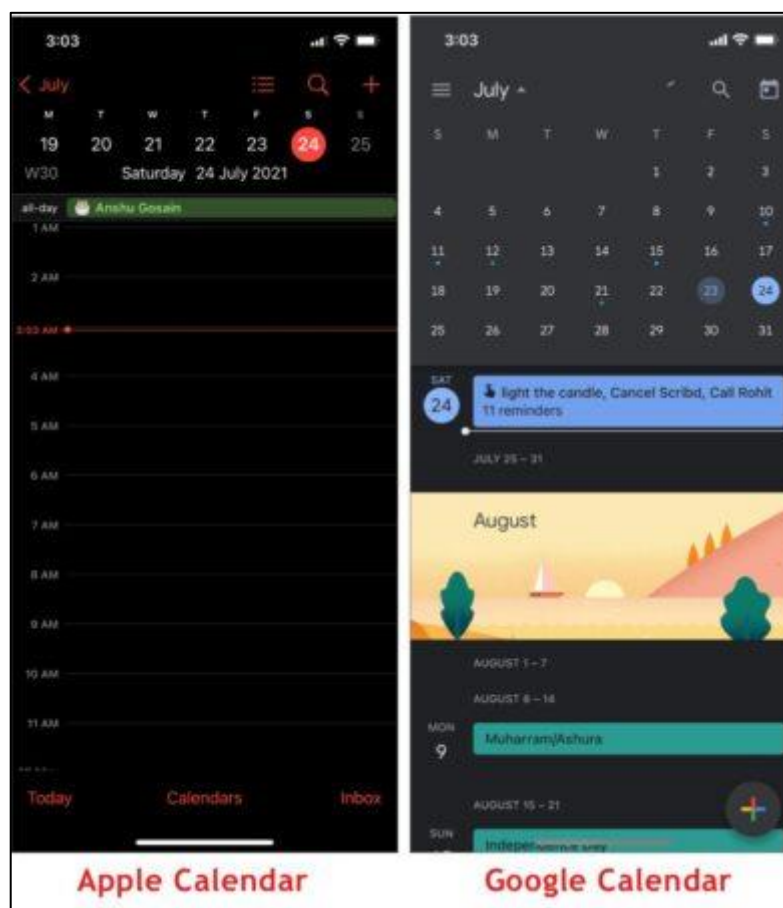 3:03
July
M T W T F S S
19 20 21 22 23 24 25
W30 Saturday 24 July 2021
all-day Anshu Gosain
1 AM
2 AM
3:03 AM
4 AM
5 AM
6 AM
7 AM
8 AM
9 AM
10 AM
11 AM
Today Calendars Inbox
Apple Calendar
3:03
July
S M T W T F S
1 2 3
4 5 6 7 8 9 10
11 12 13 14 15 16 17
18 19 20 21 22 23 24
25 26 27 28 29 30 31
SAT
24
light the candle, Cancel Scribd, Call Rohit
11 reminders
JULY 25 – 31
August
AUGUST 1 – 7
AUGUST 8 – 14
MON
9
Muharram/Ashura
AUGUST 15 – 21
SUN
Independence Day
Google Calendar